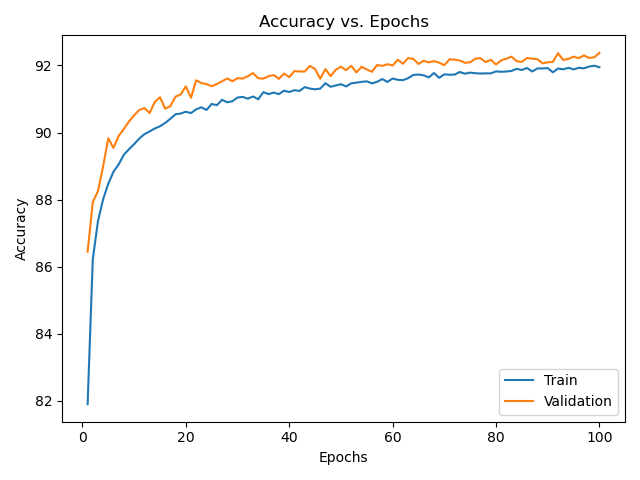 Accuracy vs. Epochs
Accuracy
92
90
88
86
84
82
0 20 40 60 80 100
Epochs
Train
Validation